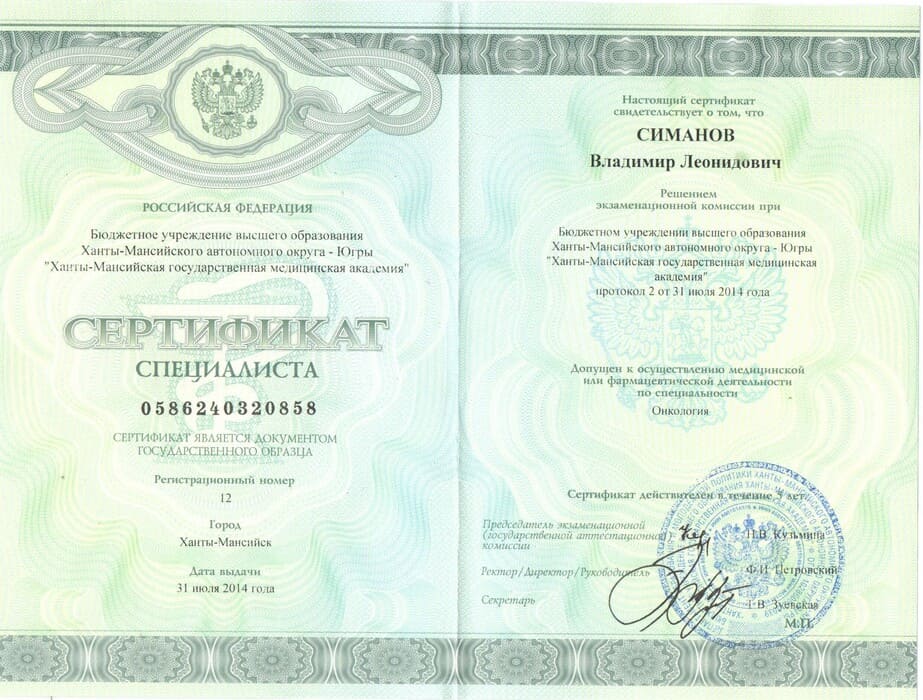 РОССИЙСКАЯ ФЕДЕРАЦИЯ
Бюджетное учреждение высшего образования
Ханты-Мансийского автономного округа - Югры
"Ханты-Мансийская государственная медицинская академия"
СЕРТИФИКАТ
СПЕЦИАЛИСТА
0586240320858
СЕРТИФИКАТ ЯВЛЯЕТСЯ ДОКУМЕНТОМ
ГОСУДАРСТВЕННОГО ОБРАЗЦА
Регистрационный номер
12
Город
Ханты-Мансийск
Дата выдачи
31 июля 2014 года
Настоящий сертификат
свидетельствует о том, что
СИМАНОВ
Владимир Леонидович
Решением
экзаменационной комиссии при
Бюджетном учреждении высшего образования
Ханты-Мансийского автономного округа - Югры
"Ханты-Мансийская государственная медицинская
академия"
протокол 2 от 31 июля 2014 года
Допущен к осуществлению медицинской
или фармацевтической деятельности
по специальности
Онкология
Сертификат действителен в течение 5 лет
Председатель экзаменационной
(государственной аттестационной)
комиссии
Н.В. Кузьмина
Ректор/Директор/Руководитель
Ф.И. Петровский
Секретарь
Зуевская
М.П.